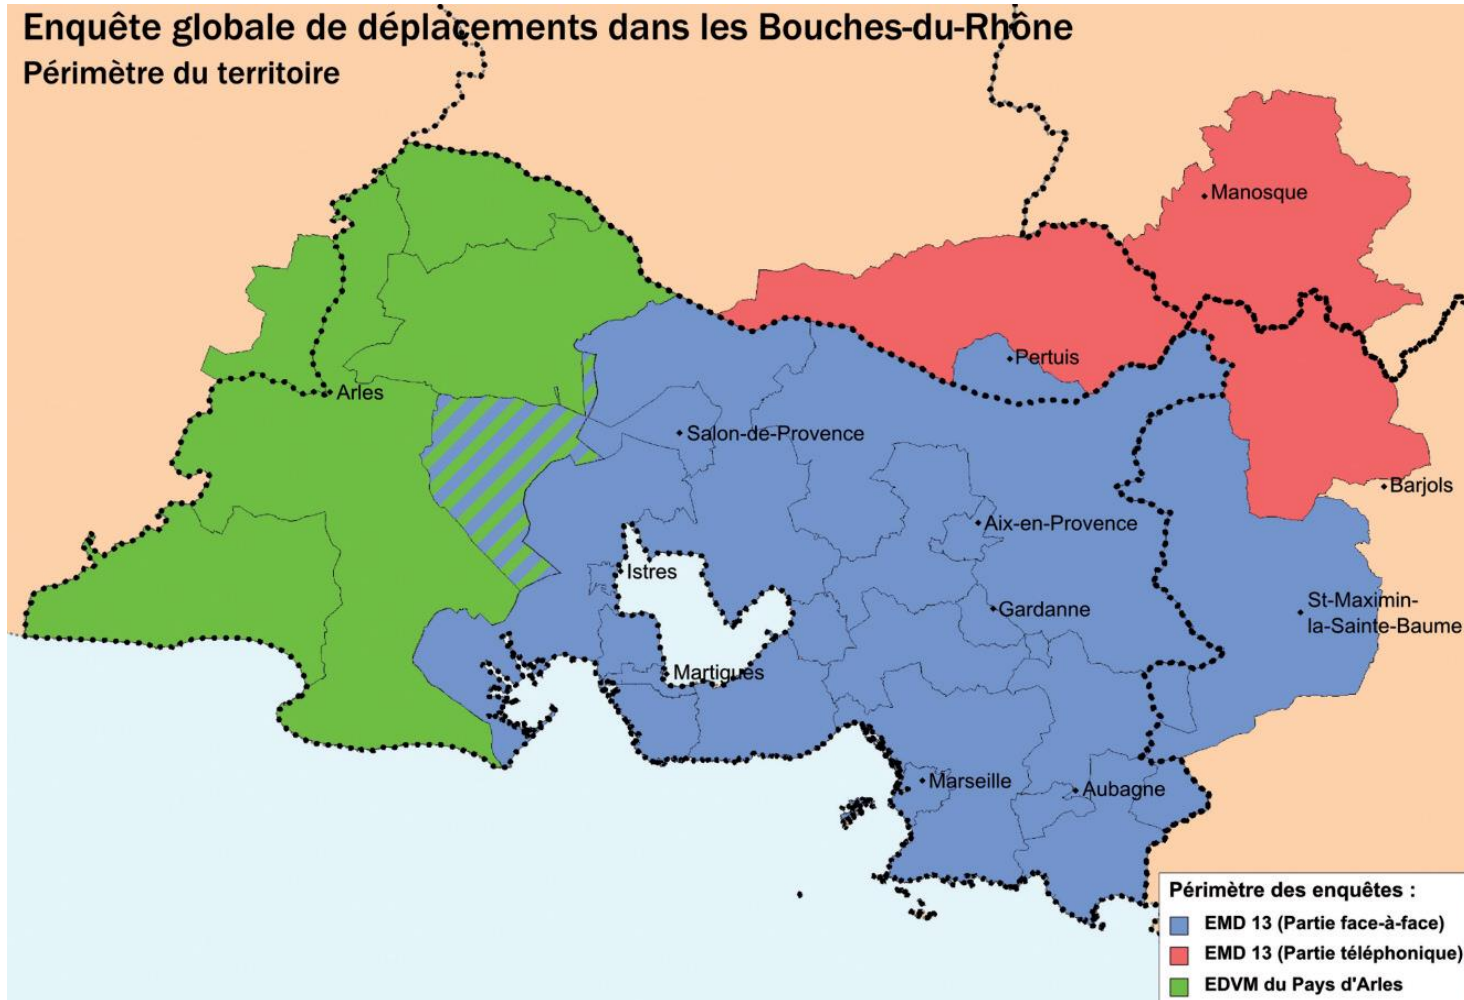 Enquête globale de déplacements dans les Bouches-du-Rhône
Périmètre du territoire
Manosque
Pertuis
Arles
Salon-de-Provence
Barjols
Aix-en-Provence
Istres
Gardanne
St-Maximin-
la-Sainte-Baume
Martigues
Marseille
Aubagne
Périmètre des enquêtes :
EMD 13 (Partie face-à-face)
EMD 13 (Partie téléphonique)
EDVM du Pays d'Arles